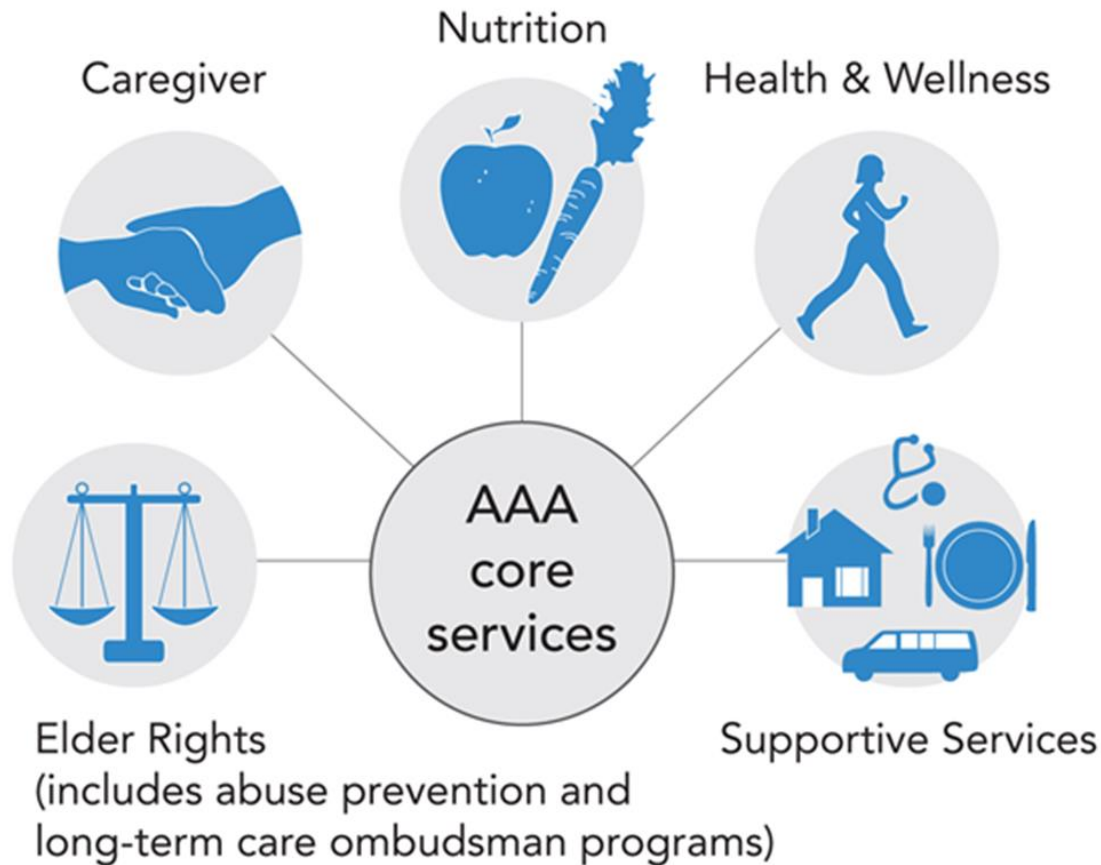 Nutrition
Caregiver
Health & Wellness
AAA
core
services
Elder Rights
(includes abuse prevention and
long-term care ombudsman programs)
Supportive Services